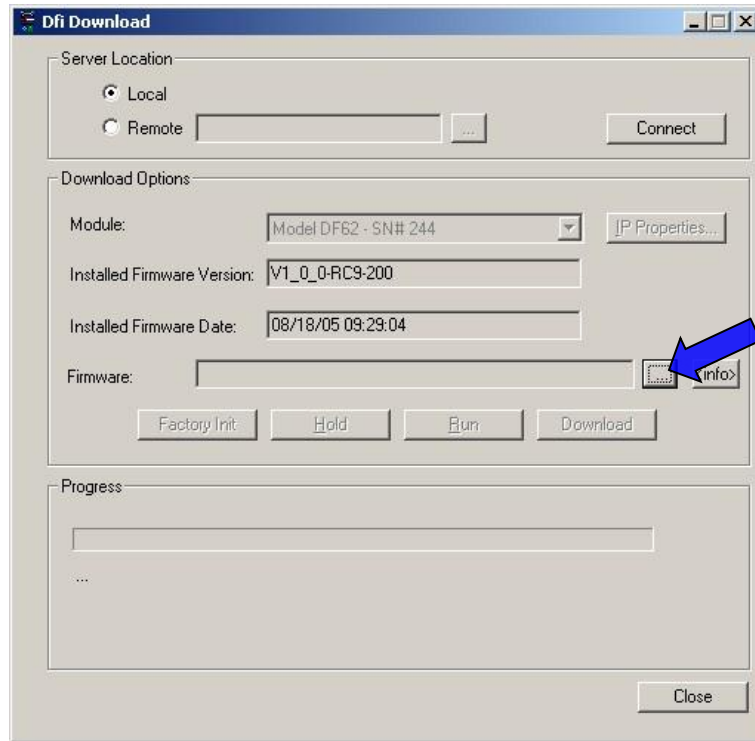 Dfi Download
Server Location
Local
Remote ... Connect
Download Options
Module: Model DF62 - SN# 244 IP Properties...
Installed Firmware Version: V1_0_0-RC9-200
Installed Firmware Date: 08/18/05 09:29:04
Firmware: ... info>
Factory Init Hold Run Download
Progress
...
Close